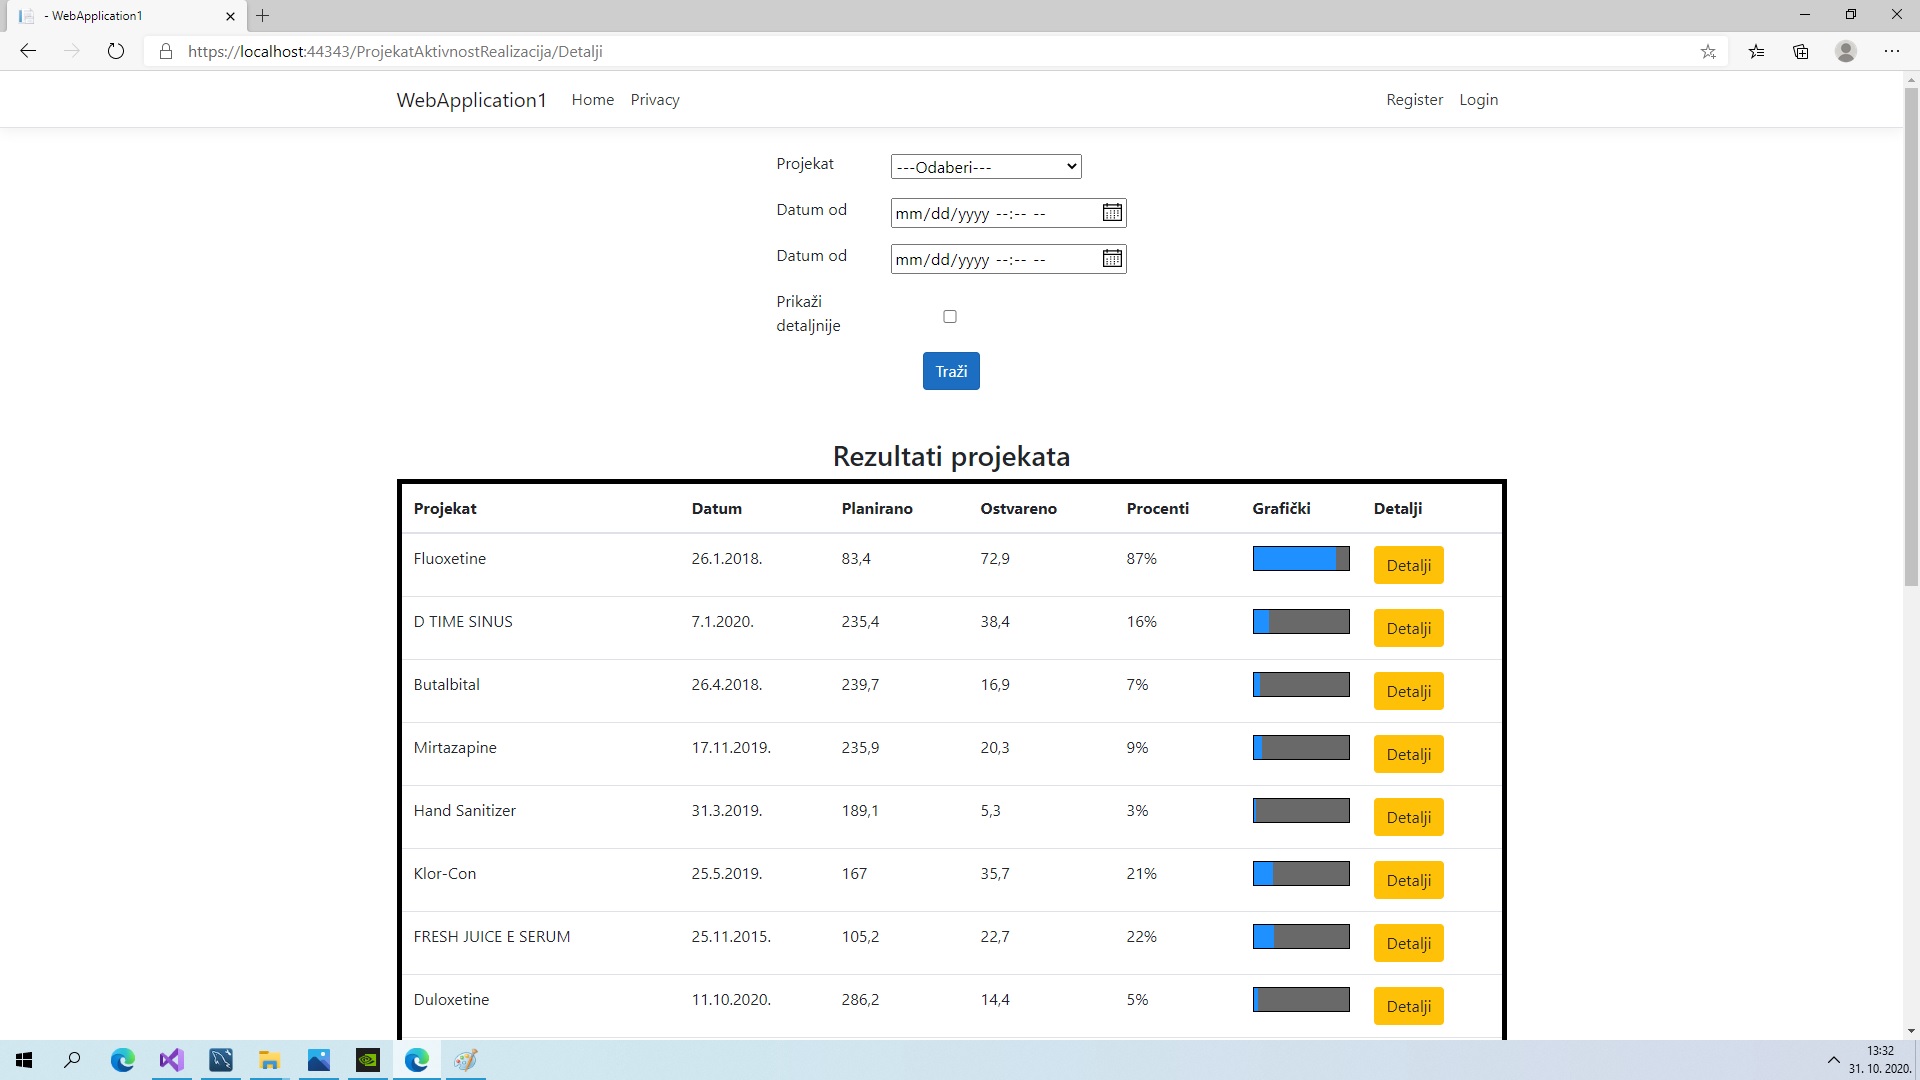 - WebApplication1
https://localhost:44343/ProjekatAktivnostRealizacija/Detalji
WebApplication1 Home Privacy Register Login
Projekat ---Odaberi---
Datum od mm/dd/yyyy --:-- --
Datum od mm/dd/yyyy --:-- --
Prikaži
detaljnije
Traži
Rezultati projekata
Projekat Datum Planirano Ostvareno Procenti Grafički Detalji
Fluoxetine 26.1.2018. 83,4 72,9 87% Detalji
D TIME SINUS 7.1.2020. 235,4 38,4 16% Detalji
Butalbital 26.4.2018. 239,7 16,9 7% Detalji
Mirtazapine 17.11.2019. 235,9 20,3 9% Detalji
Hand Sanitizer 31.3.2019. 189,1 5,3 3% Detalji
Klor-Con 25.5.2019. 167 35,7 21% Detalji
FRESH JUICE E SERUM 25.11.2015. 105,2 22,7 22% Detalji
Duloxetine 11.10.2020. 286,2 14,4 5% Detalji
13:32
31. 10. 2020.